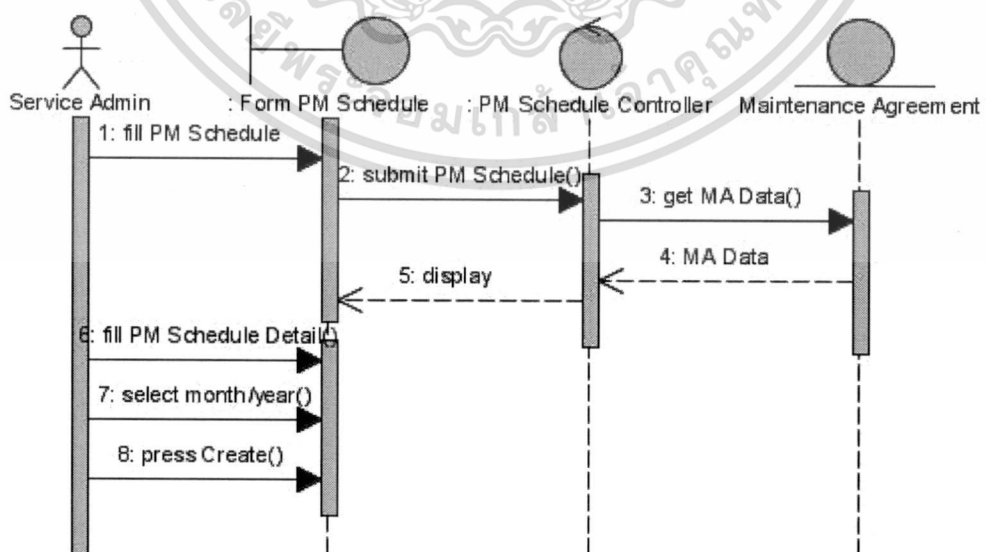 Service Admin
: Form PM Schedule
: PM Schedule Controller
Maintenance Agreement
1: fill PM Schedule
2: submit PM Schedule()
3: get MA Data()
4: MA Data
5: display
6: fill PM Schedule Detail()
7: select month/year()
8: press Create()